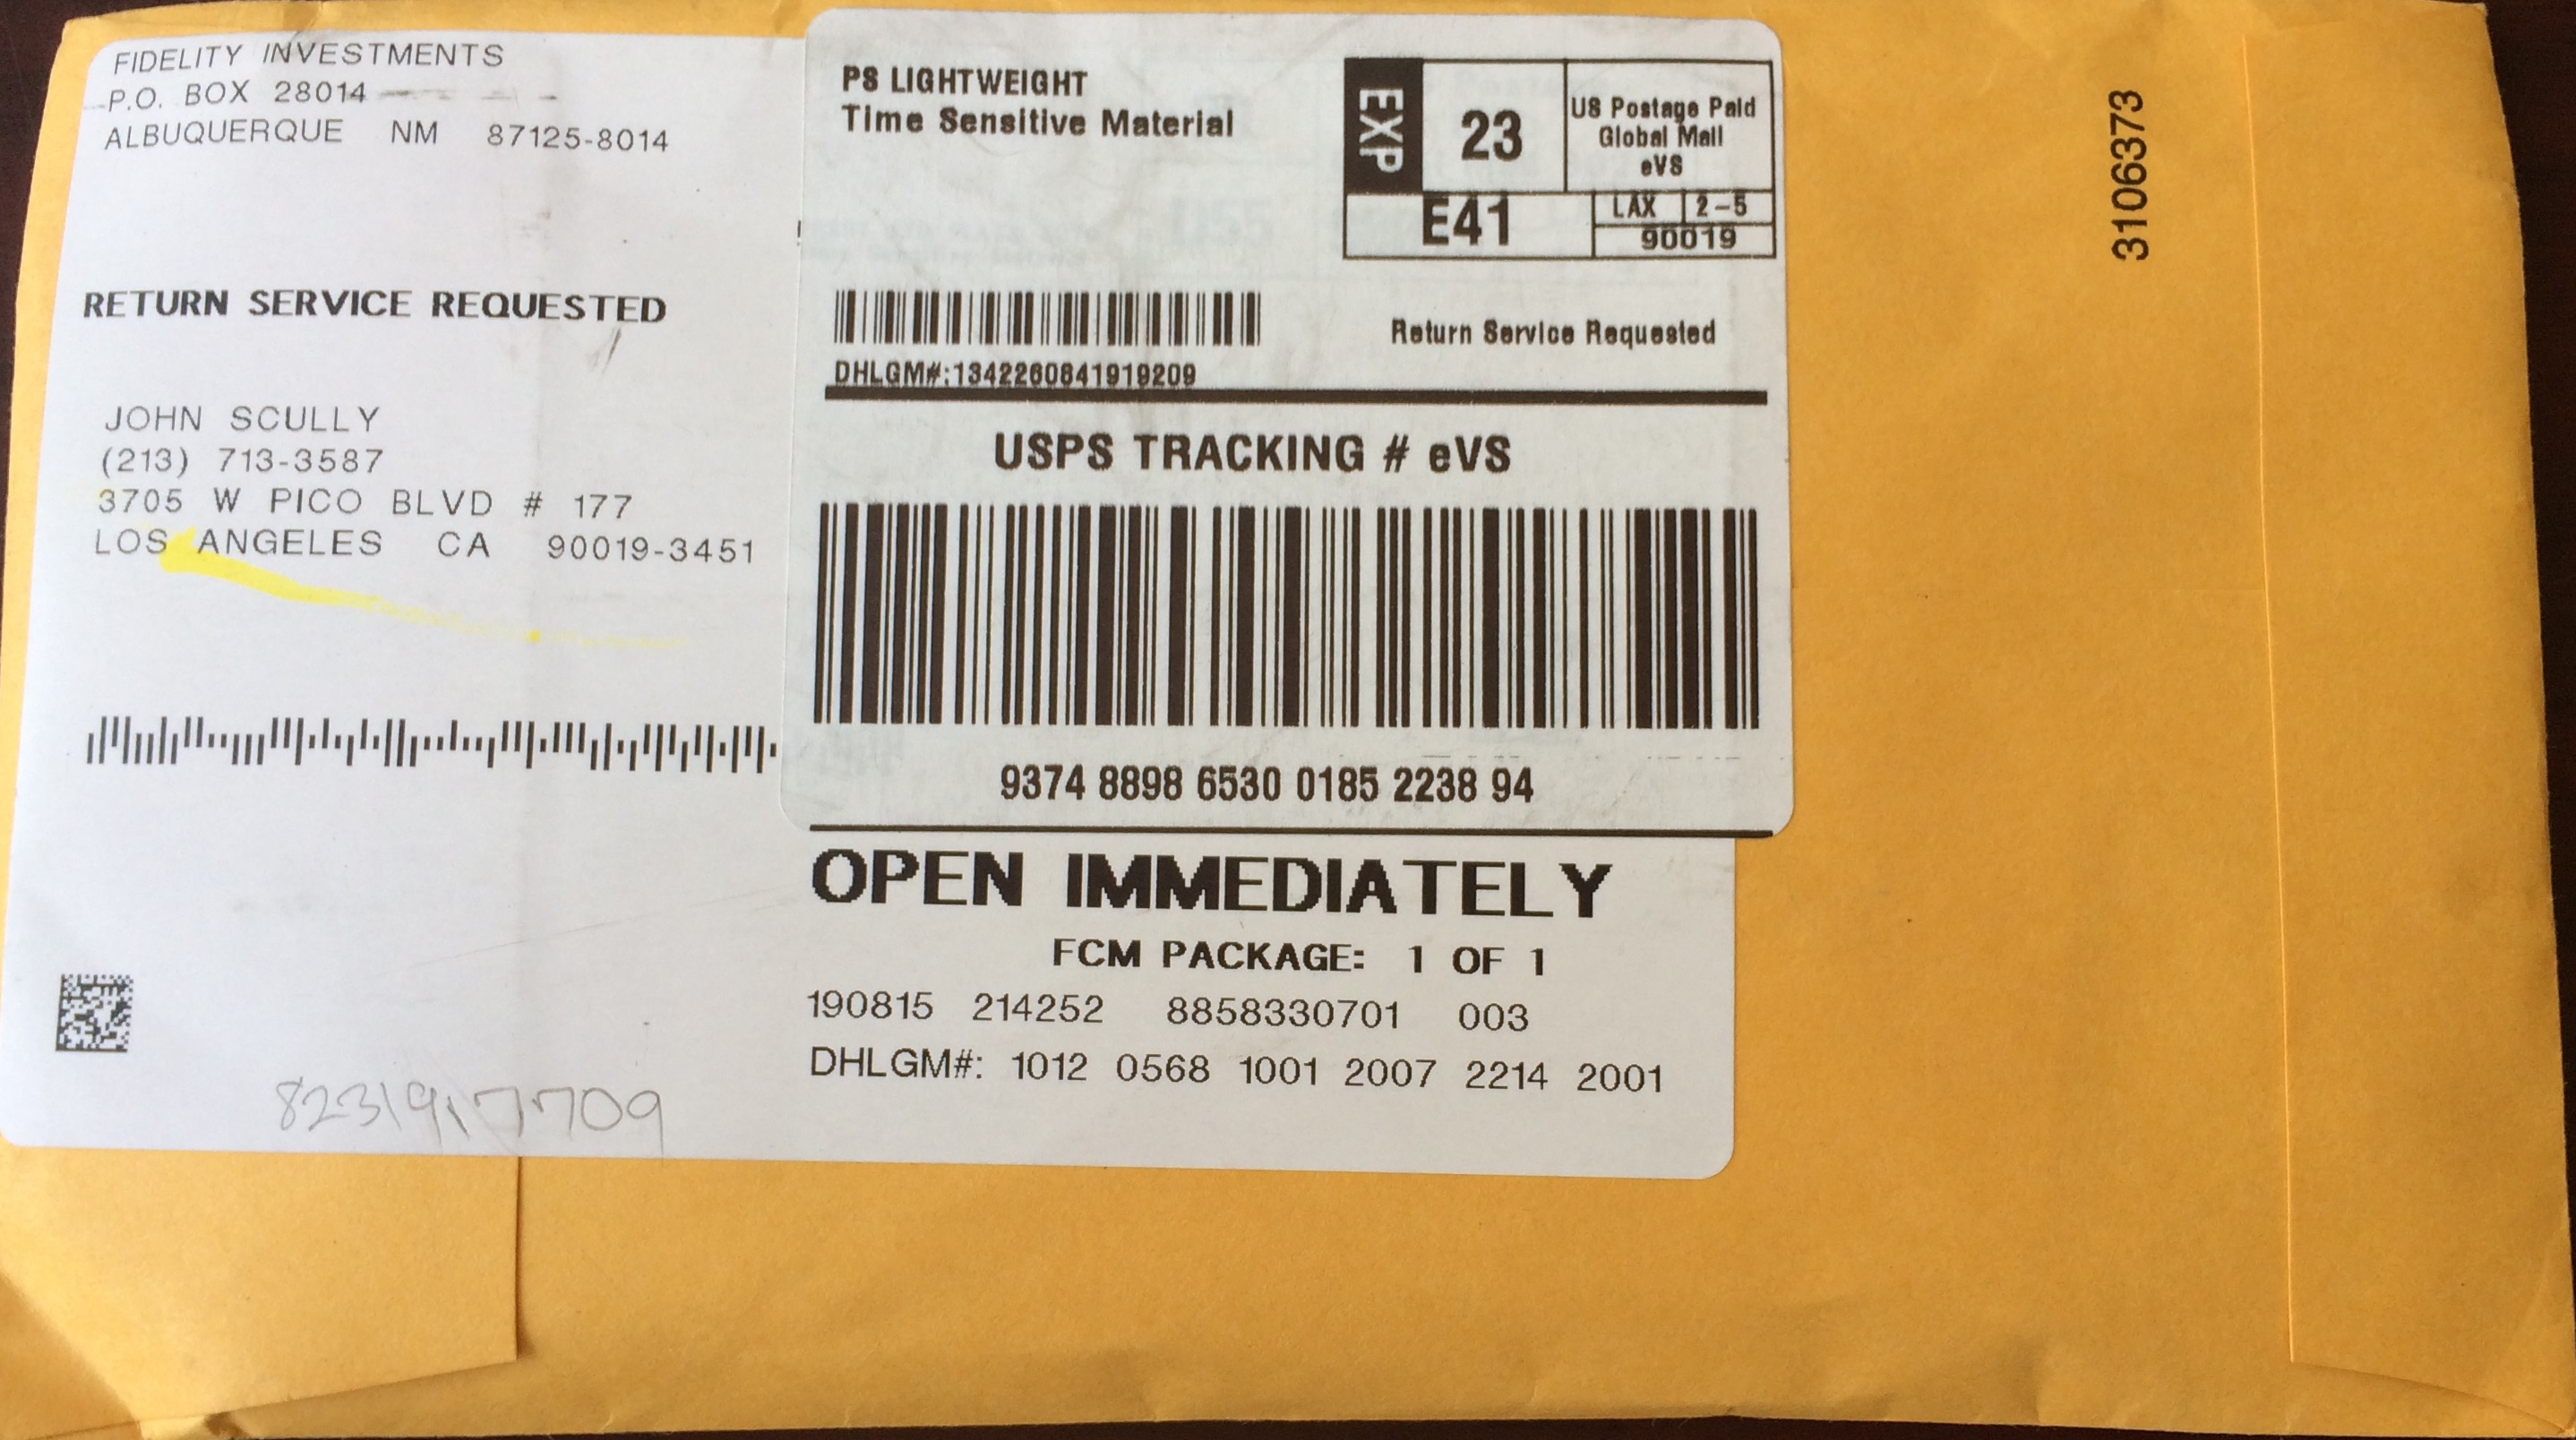 FIDELITY INVESTMENTS
P.O. BOX 28014
ALBUQUERQUE NM 87125-8014
RETURN SERVICE REQUESTED
JOHN SCULLY
(213) 713-3587
3705 W PICO BLVD # 177
LOS ANGELES CA 90019-3451
8231917709
PS LIGHTWEIGHT
Time Sensitive Material
EXP
23
US Postage Paid
Global Mail
eVS
E41
LAX 2-5
90019
Return Service Requested
DHLGM#:1342260841919209
USPS TRACKING # eVS
9374 8898 6530 0185 2238 94
OPEN IMMEDIATELY
FCM PACKAGE: 1 OF 1
190815 214252 8858330701 003
DHLGM#: 1012 0568 1001 2007 2214 2001
3106373